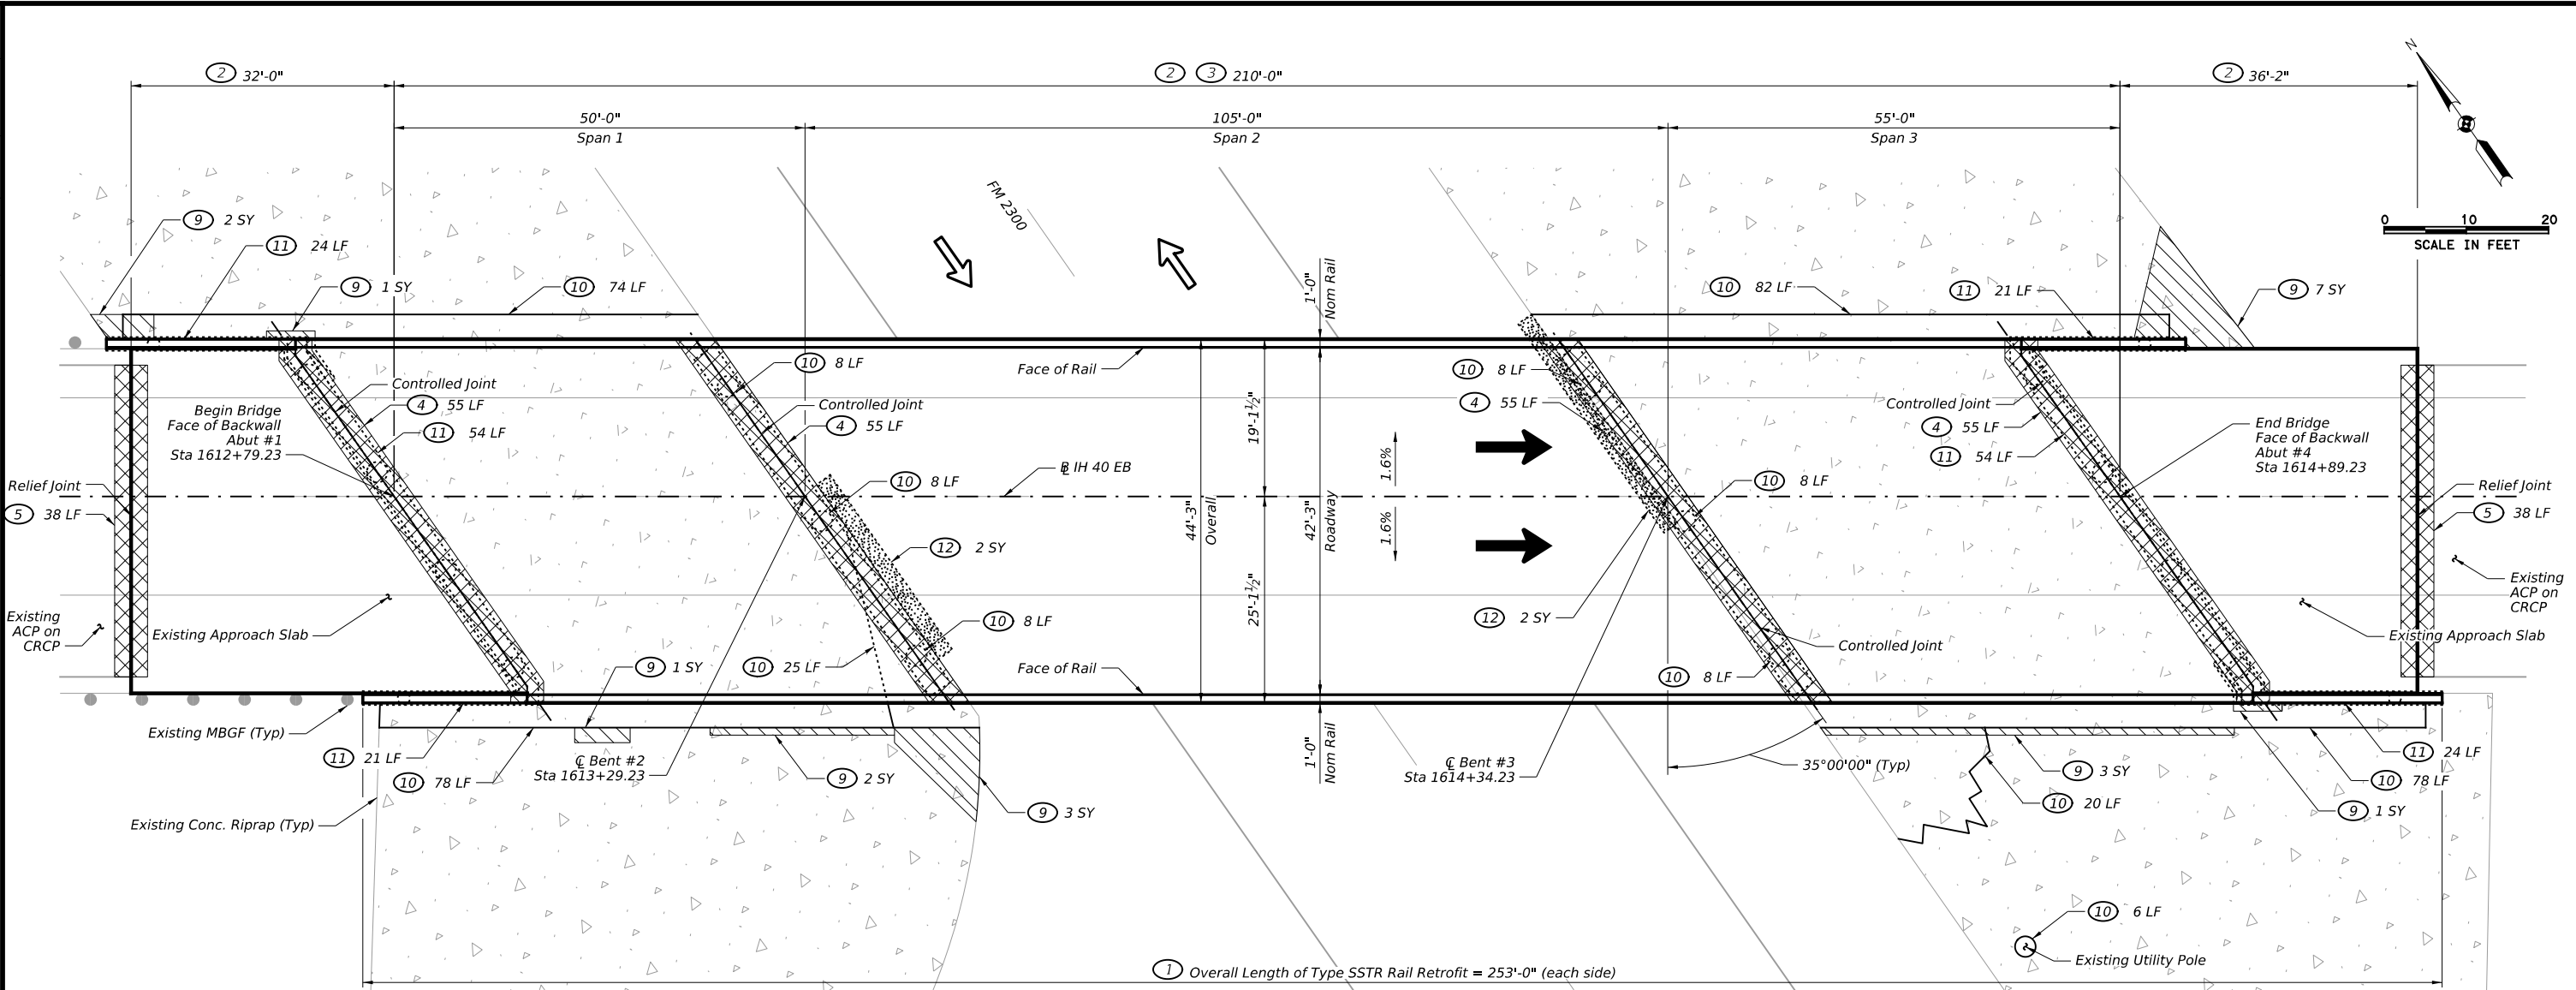 2 32'-0"
2 3 210'-0"
2 36'-2"
50'-0"
Span 1
105'-0"
Span 2
55'-0"
Span 3
N
0 10 20
SCALE IN FEET
FM 2300
9 2 SY
11 24 LF
9 1 SY
10 74 LF
1'-0"
Nom Rail
10 82 LF
11 21 LF
9 7 SY
10 8 LF
Face of Rail
10 8 LF
Controlled Joint
4 55 LF
11 54 LF
Begin Bridge
Face of Backwall
Abut #1
Sta 1612+79.23
Controlled Joint
4 55 LF
19'-1½"
4 55 LF
Controlled Joint
4 55 LF
11 54 LF
End Bridge
Face of Backwall
Abut #4
Sta 1614+89.23
1.6%
℄ IH 40 EB
10 8 LF
10 8 LF
Relief Joint
5 38 LF
Relief Joint
5 38 LF
44'-3"
Overall
42'-3"
Roadway
1.6%
12 2 SY
25'-1½"
12 2 SY
Existing
ACP on
CRCP
Existing Approach Slab
10 8 LF
Existing
ACP on
CRCP
Existing Approach Slab
9 1 SY
10 25 LF
Face of Rail
Controlled Joint
10 8 LF
Existing MBGF (Typ)
11 21 LF
10 78 LF
℄ Bent #2
Sta 1613+29.23
9 2 SY
1'-0"
Nom Rail
℄ Bent #3
Sta 1614+34.23
35°00'00" (Typ)
11 24 LF
9 3 SY
10 78 LF
10 20 LF
9 1 SY
9 3 SY
Existing Conc. Riprap (Typ)
10 6 LF
Existing Utility Pole
1 Overall Length of Type SSTR Rail Retrofit = 253'-0" (each side)